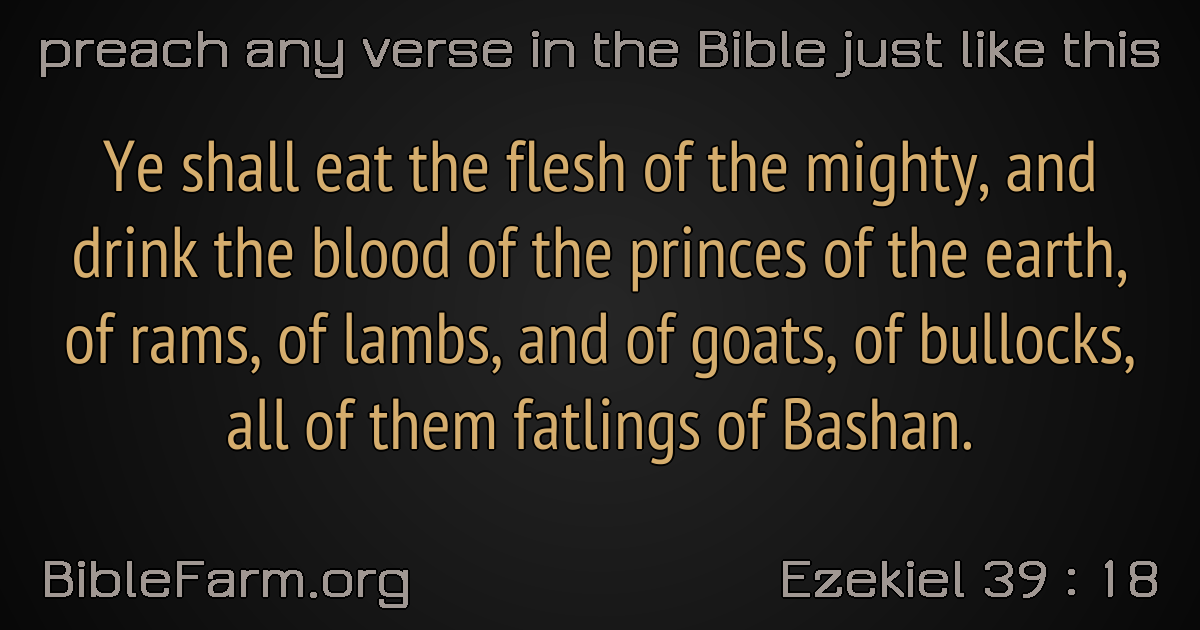 preach any verse in the Bible just like this
Ye shall eat the flesh of the mighty, and
drink the blood of the princes of the earth,
of rams, of lambs, and of goats, of bullocks,
all of them fatlings of Bashan.
BibleFarm.org
Ezekiel 39 : 18